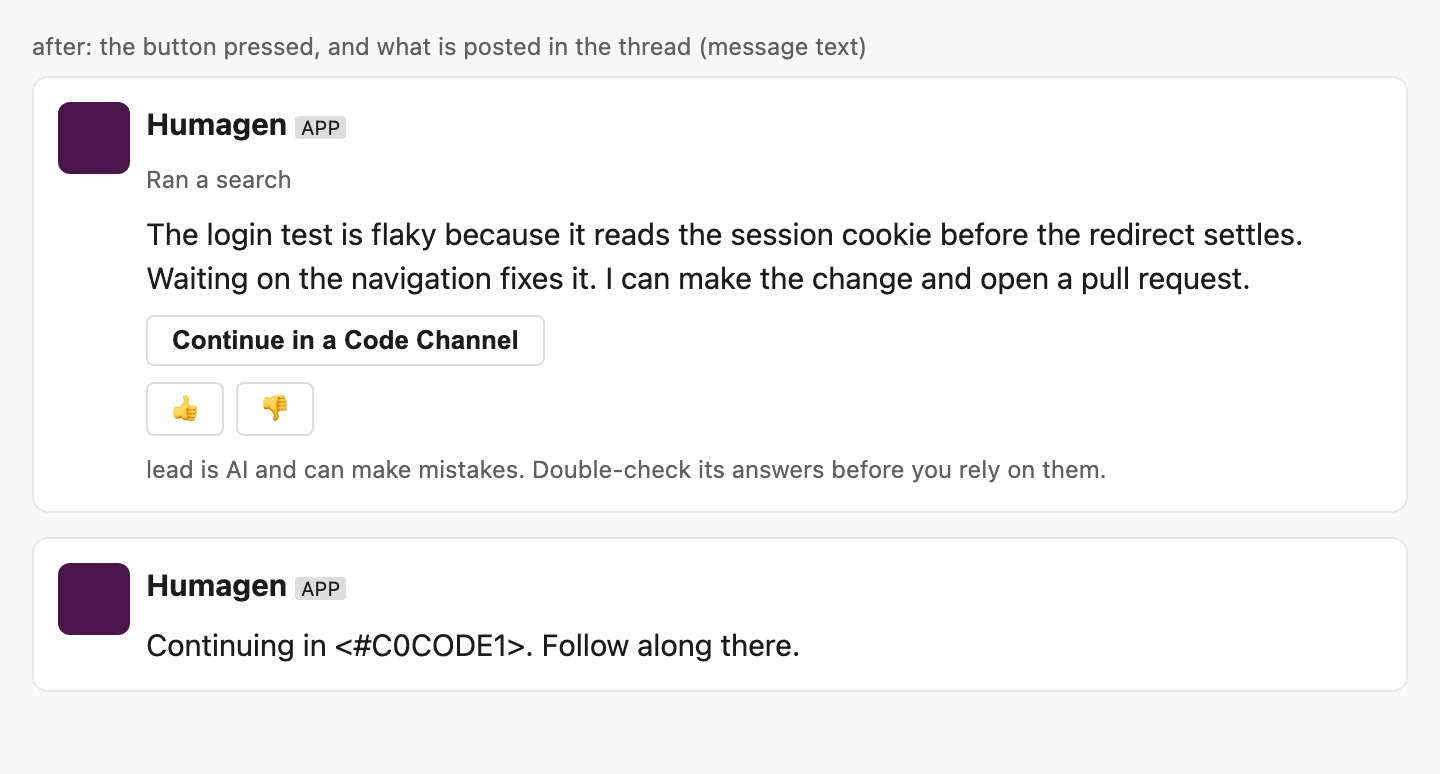 after: the button pressed, and what is posted in the thread (message text)
Humagen APP
Ran a search
The login test is flaky because it reads the session cookie before the redirect settles.
Waiting on the navigation fixes it. I can make the change and open a pull request.
Continue in a Code Channel
👍 👎
lead is AI and can make mistakes. Double-check its answers before you rely on them.
Humagen APP
Continuing in <#C0CODE1>. Follow along there.